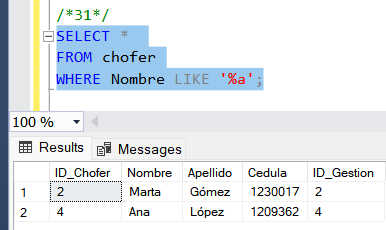 /*31*/
SELECT *
FROM chofer
WHERE Nombre LIKE '%a';
100 %
Results Messages
ID_Chofer Nombre Apellido Cedula ID_Gestion
1 2 Marta Gómez 1230017 2
2 4 Ana López 1209362 4